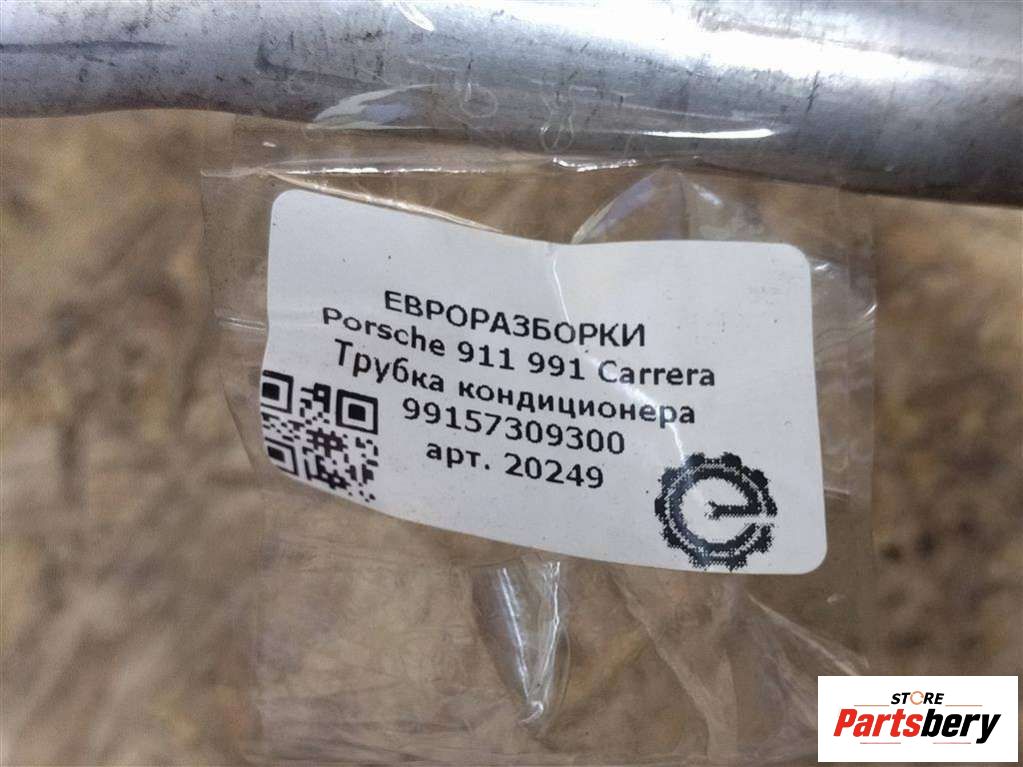 ЕВРОРАЗБОРКИ
Porsche 911 991 Carrera
Трубка кондиционера
99157309300
арт. 20249
STORE
Partsbery